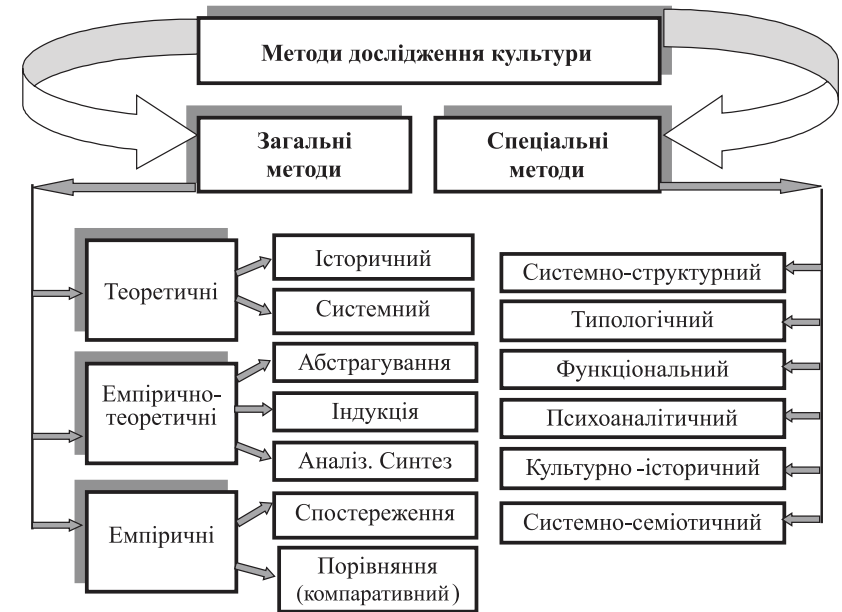 Методи дослідження культури
Загальні
методи
Спеціальні
методи
Теоретичні
Історичний
Системний
Емпірично-
теоретичні
Абстрагування
Індукція
Аналіз. Синтез
Емпіричні
Спостереження
Порівняння
(компаративний)
Системно-структурний
Типологічний
Функціональний
Психоаналітичний
Культурно-історичний
Системно-семіотичний